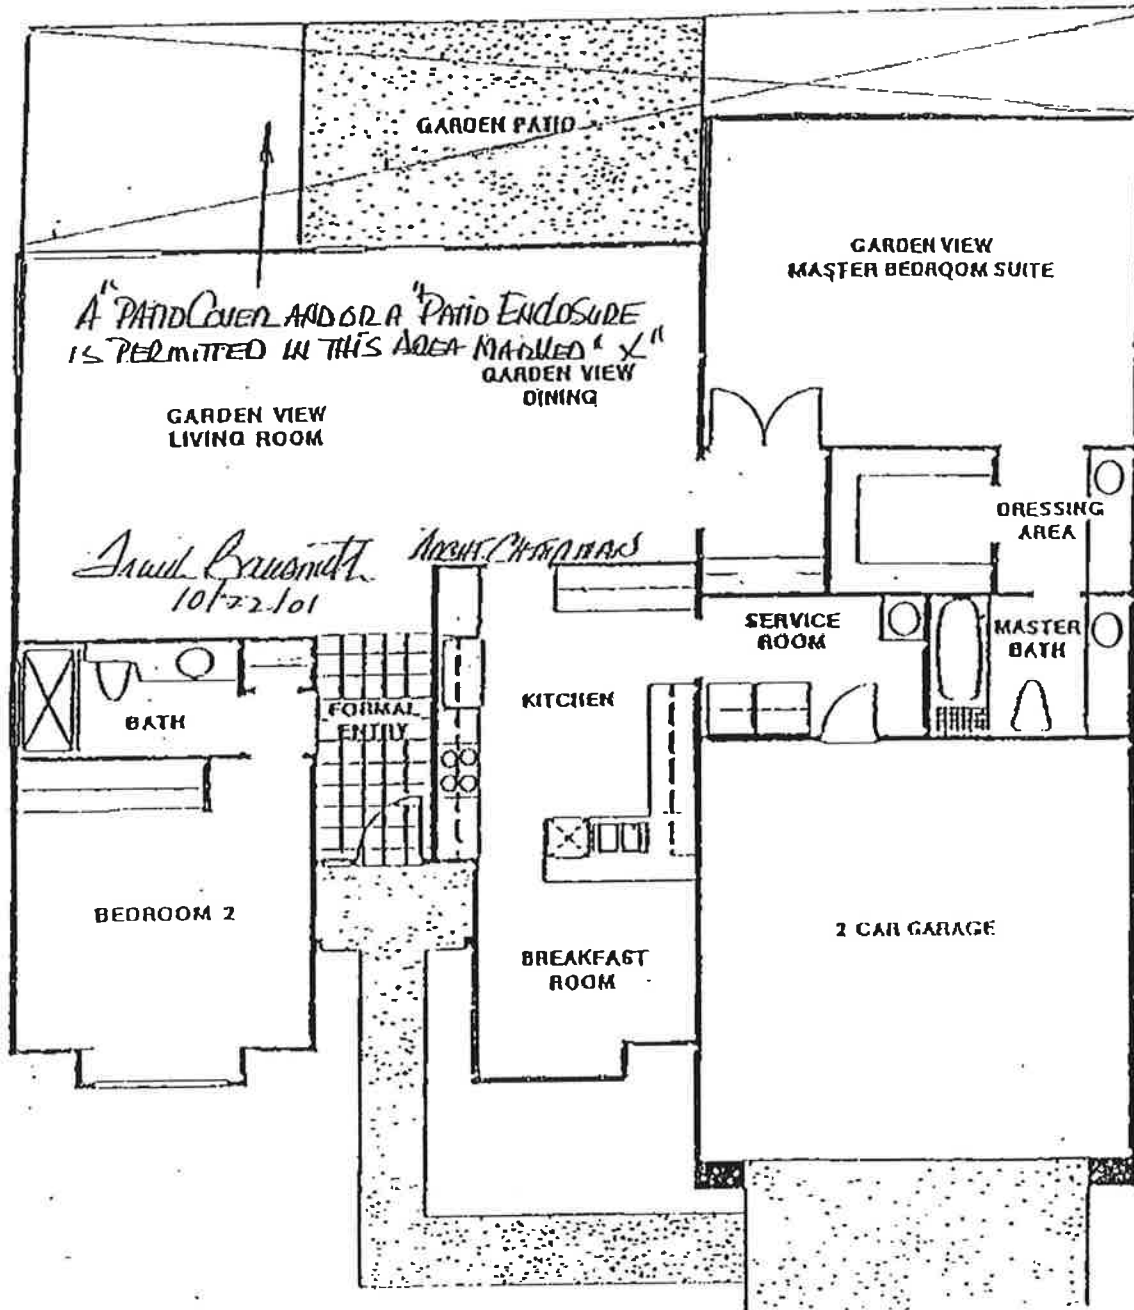 GARDEN PATIO
GARDEN VIEW
MASTER BEDROOM SUITE
A "PATIO COVER AND OR A "PATIO ENCLOSURE
IS PERMITTED IN THIS AREA MARKED "X"
GARDEN VIEW
DINING
GARDEN VIEW
LIVING ROOM
DRESSING
AREA
10/22/01
SERVICE
ROOM
MASTER
BATH
KITCHEN
BATH
FORMAL
ENTRY
BEDROOM 2
BREAKFAST
ROOM
2 CAR GARAGE